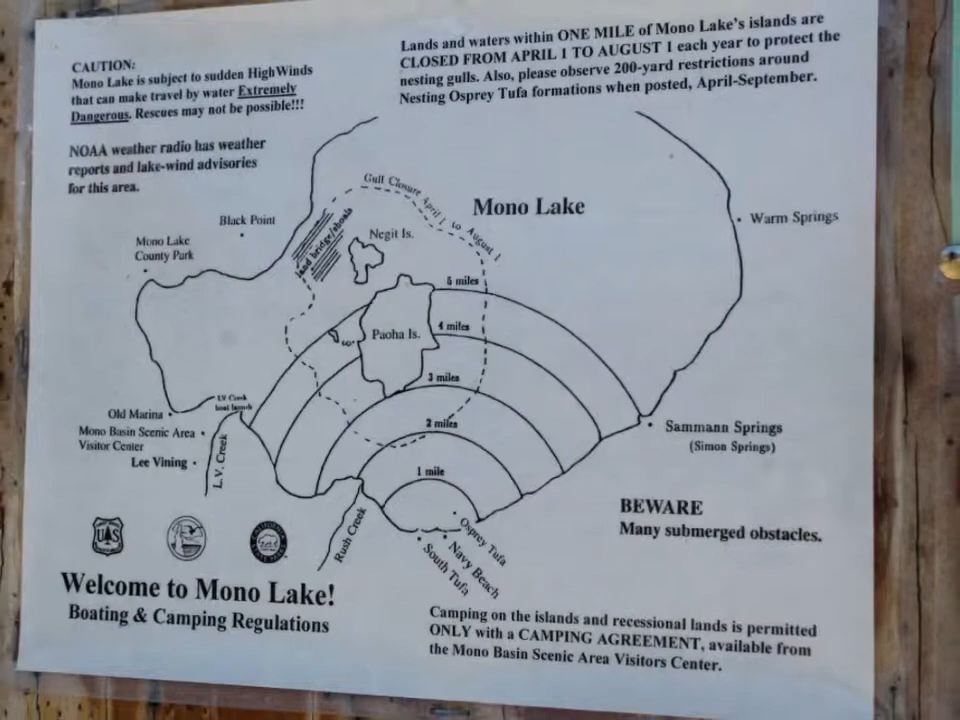 CAUTION:
Mono Lake is subject to sudden High Winds
that can make travel by water Extremely
Dangerous. Rescues may not be possible!!!
NOAA weather radio has weather
reports and lake-wind advisories
for this area.
Lands and waters within ONE MILE of Mono Lake's islands are
CLOSED FROM APRIL 1 TO AUGUST 1 each year to protect the
nesting gulls. Also, please observe 200-yard restrictions around
Nesting Osprey Tufa formations when posted, April-September.
Gull Closure April 1 to August 1
Mono Lake
Black Point
Mono Lake
County Park
land bridge/shoals
Negit Is.
Warm Springs
5 miles
4 miles
Paoha Is.
3 miles
2 miles
1 mile
LV Creek
boat launch
Old Marina
Mono Basin Scenic Area
Visitor Center
Lee Vining
L.V. Creek
Rush Creek
Sammann Springs
(Simon Springs)
Osprey Tufa
Navy Beach
South Tufa
BEWARE
Many submerged obstacles.
UAS
Welcome to Mono Lake!
Boating & Camping Regulations
Camping on the islands and recessional lands is permitted
ONLY with a CAMPING AGREEMENT, available from
the Mono Basin Scenic Area Visitors Center.